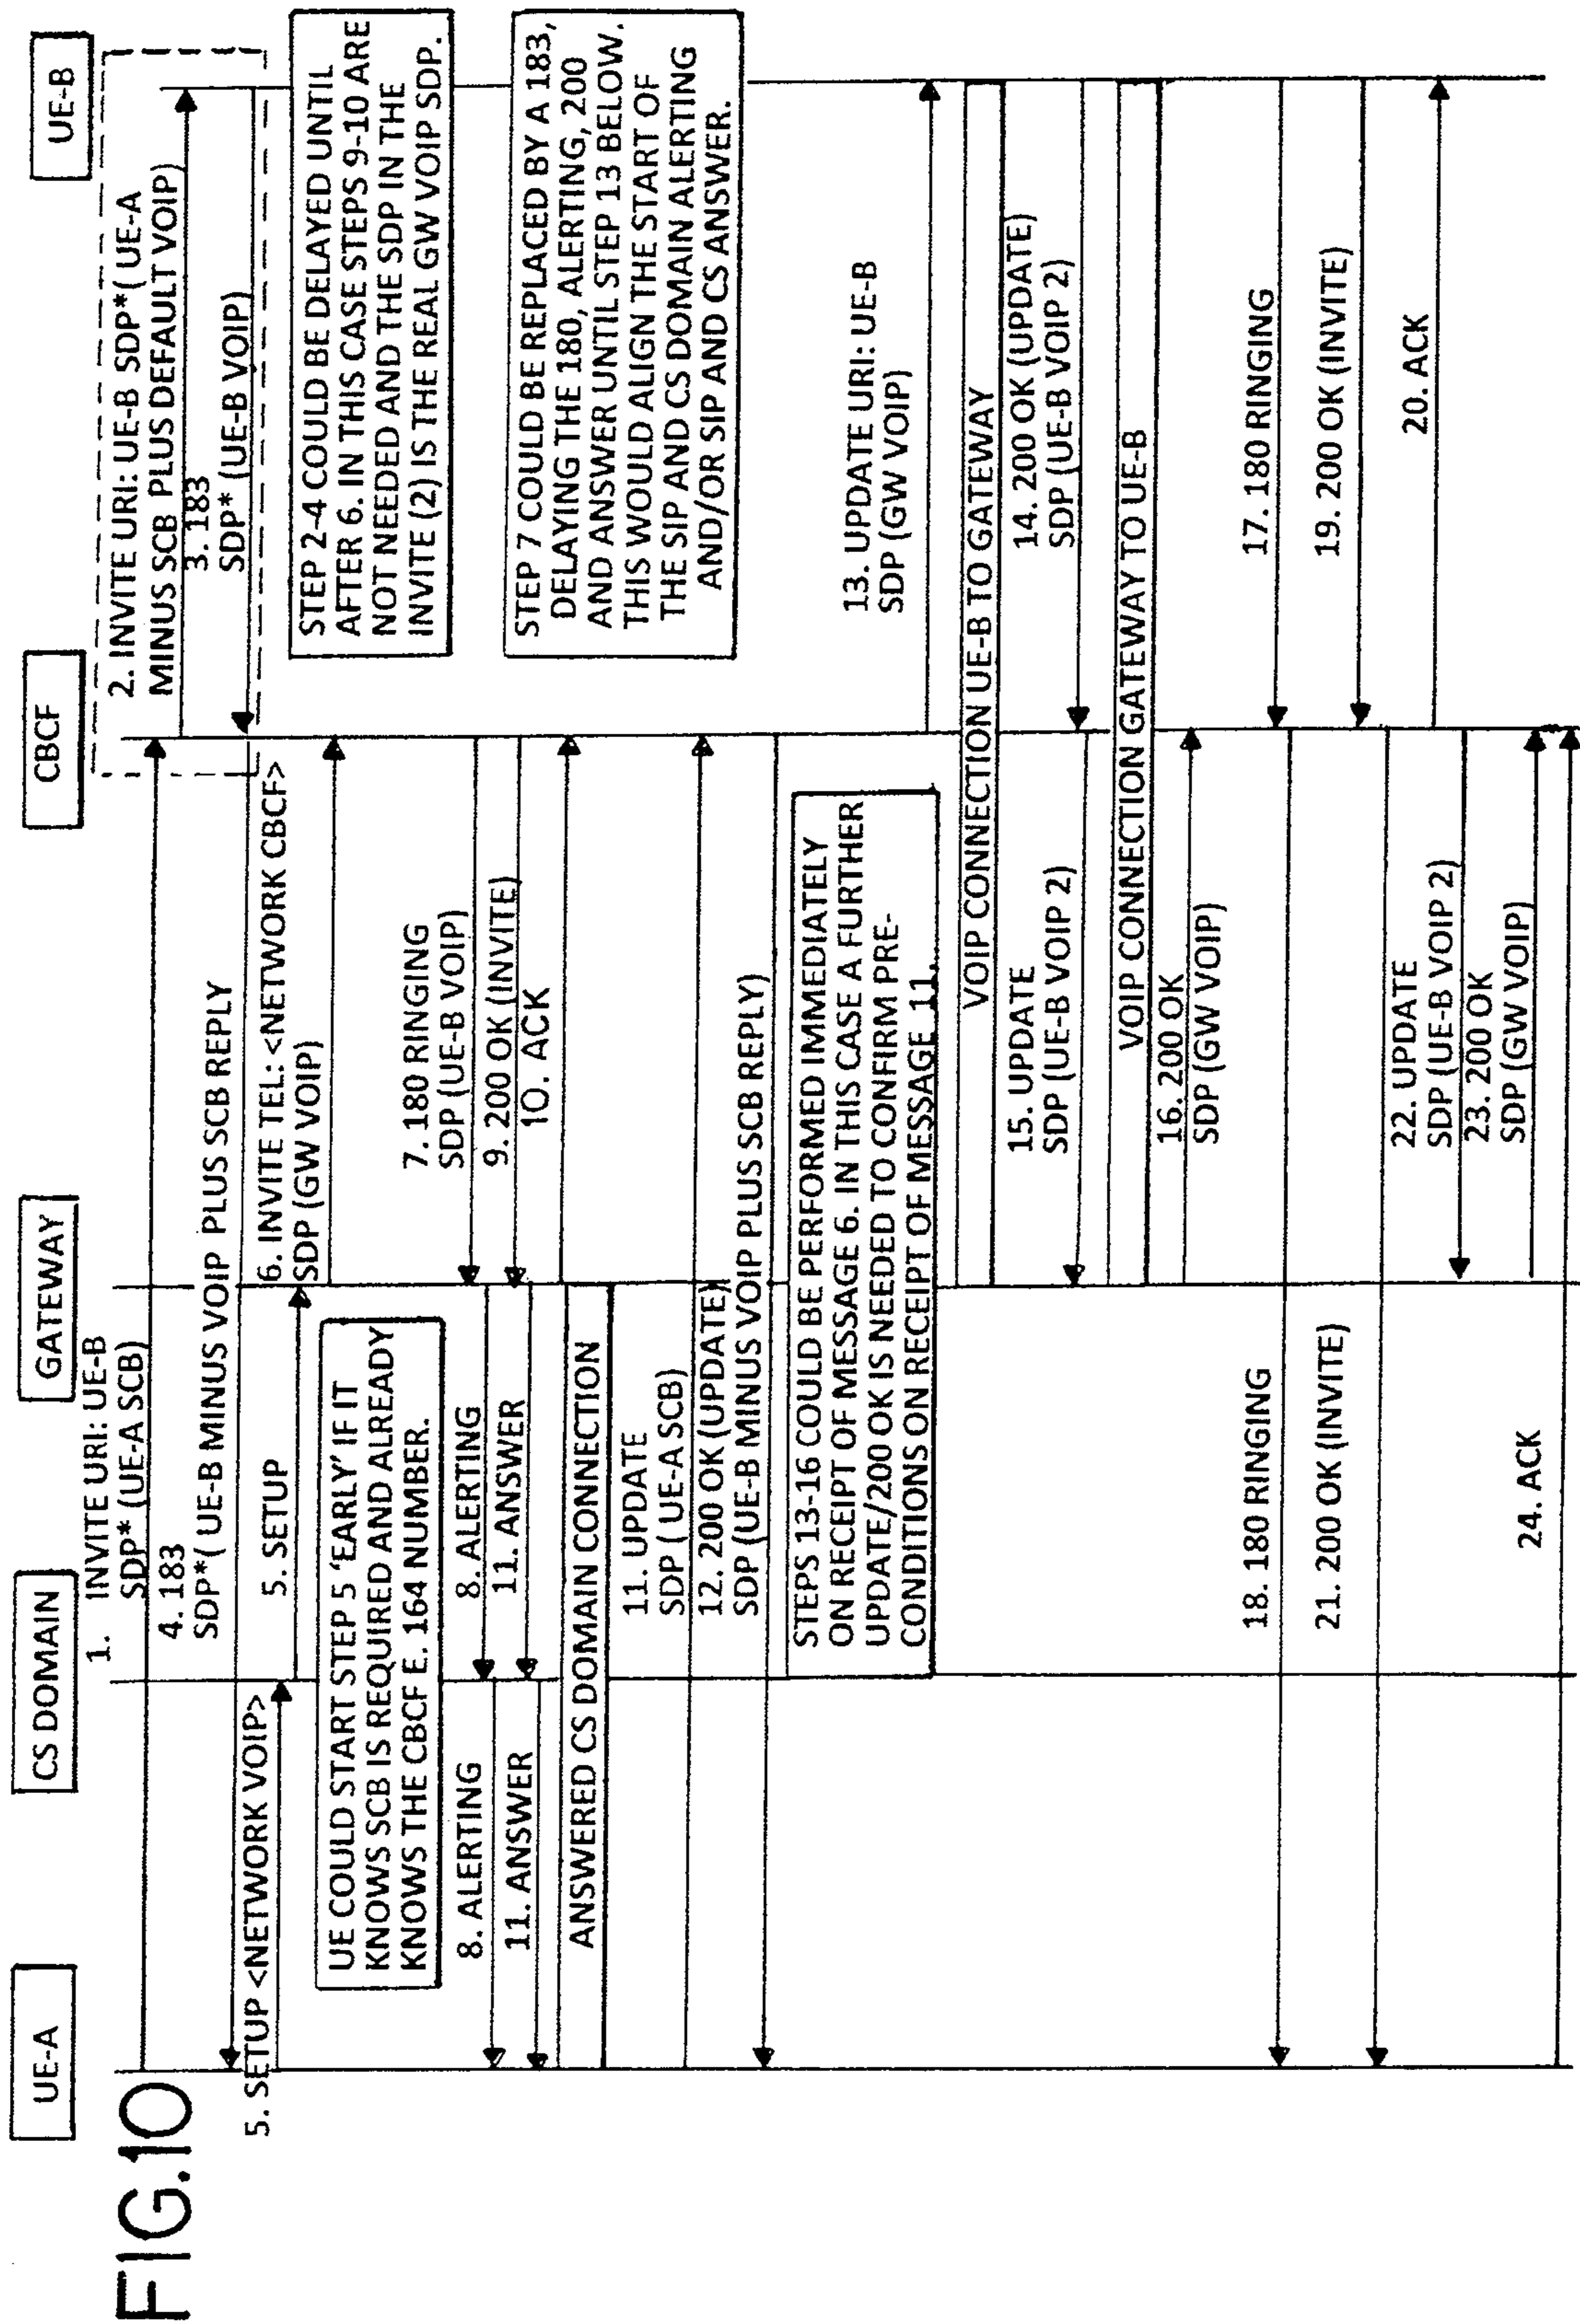 FIG.10
UE-A
CS DOMAIN
GATEWAY
CBCF
UE-B
1. INVITE URI: UE-B
SDP* (UE-A SCB)
2. INVITE URI: UE-B SDP*( UE-A
MINUS SCB PLUS DEFAULT VOIP)
3. 183
SDP* (UE-B VOIP)
4. 183
SDP*( UE-B MINUS VOIP PLUS SCB REPLY
5. SETUP <NETWORK VOIP>
5. SETUP
6. INVITE TEL: <NETWORK CBCF>
SDP (GW VOIP)
STEP 2-4 COULD BE DELAYED UNTIL
AFTER 6. IN THIS CASE STEPS 9-10 ARE
NOT NEEDED AND THE SDP IN THE
INVITE (2) IS THE REAL GW VOIP SDP.
UE COULD START STEP 5 'EARLY' IF IT
KNOWS SCB IS REQUIRED AND ALREADY
KNOWS THE CBCF E. 164 NUMBER.
7. 180 RINGING
SDP (UE-B VOIP)
8. ALERTING
8. ALERTING
9. 200 OK (INVITE)
10. ACK
11. ANSWER
11. ANSWER
STEP 7 COULD BE REPLACED BY A 183,
DELAYING THE 180, ALERTING, 200
AND ANSWER UNTIL STEP 13 BELOW.
THIS WOULD ALIGN THE START OF
THE SIP AND CS DOMAIN ALERTING
AND/OR SIP AND CS ANSWER.
ANSWERED CS DOMAIN CONNECTION
11. UPDATE
SDP ( UE-A SCB)
12. 200 OK (UPDATE)
SDP (UE-B MINUS VOIP PLUS SCB REPLY)
STEPS 13-16 COULD BE PERFORMED IMMEDIATELY
ON RECEIPT OF MESSAGE 6. IN THIS CASE A FURTHER
UPDATE/200 OK IS NEEDED TO CONFIRM PRE-
CONDITIONS ON RECEIPT OF MESSAGE 11.
13. UPDATE URI: UE-B
SDP (GW VOIP)
VOIP CONNECTION UE-B TO GATEWAY
14. 200 OK (UPDATE)
SDP (UE-B VOIP 2)
15. UPDATE
SDP (UE-B VOIP 2)
VOIP CONNECTION GATEWAY TO UE-B
16. 200 OK
SDP (GW VOIP)
17. 180 RINGING
18. 180 RINGING
19. 200 OK (INVITE)
20. ACK
21. 200 OK (INVITE)
22. UPDATE
SDP (UE-B VOIP 2)
23. 200 OK
SDP (GW VOIP)
24. ACK